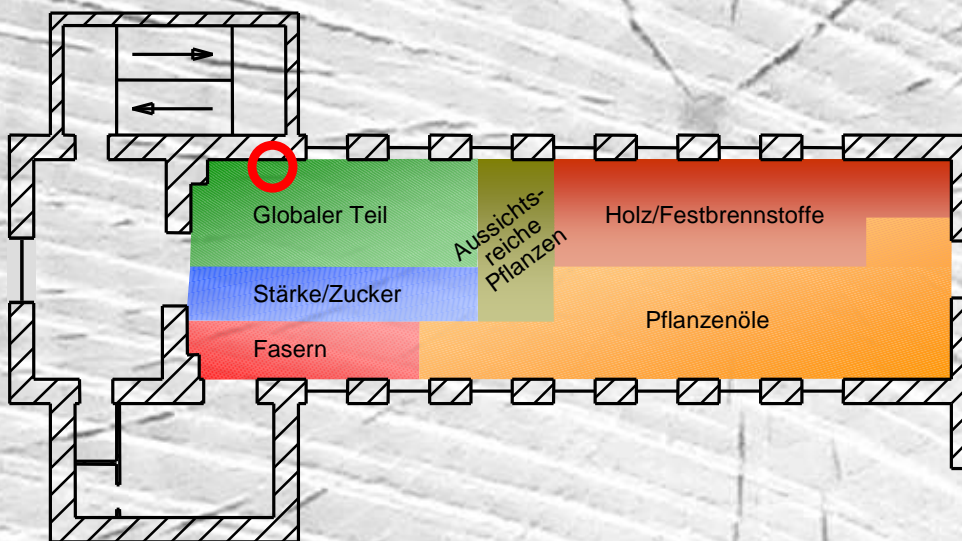 Globaler Teil
Aussichts-
reiche
Pflanzen
Holz/Festbrennstoffe
Stärke/Zucker
Pflanzenöle
Fasern